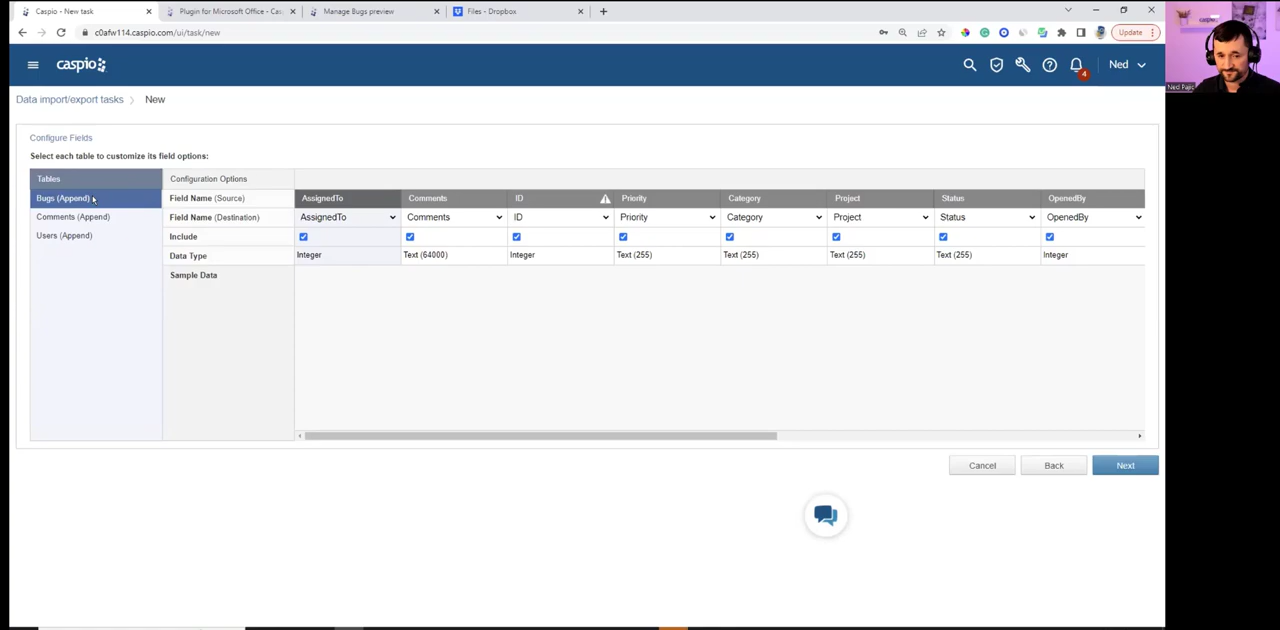 Caspio - New task
Plugin for Microsoft Office - Cas
Manage Bugs preview
Files - Dropbox
c0afw114.caspio.com/ui/task/new
Update
caspio
4
Ned
Ned Pajic
Data import/export tasks
New
Configure Fields
Select each table to customize its field options:
Tables
Configuration Options
Bugs (Append)
Field Name (Source)
AssignedTo
Comments
ID
Priority
Category
Project
Status
OpenedBy
Comments (Append)
Field Name (Destination)
AssignedTo
Comments
ID
Priority
Category
Project
Status
OpenedBy
Users (Append)
Include
Data Type
Integer
Text (64000)
Integer
Text (255)
Text (255)
Text (255)
Text (255)
Integer
Sample Data
Cancel
Back
Next